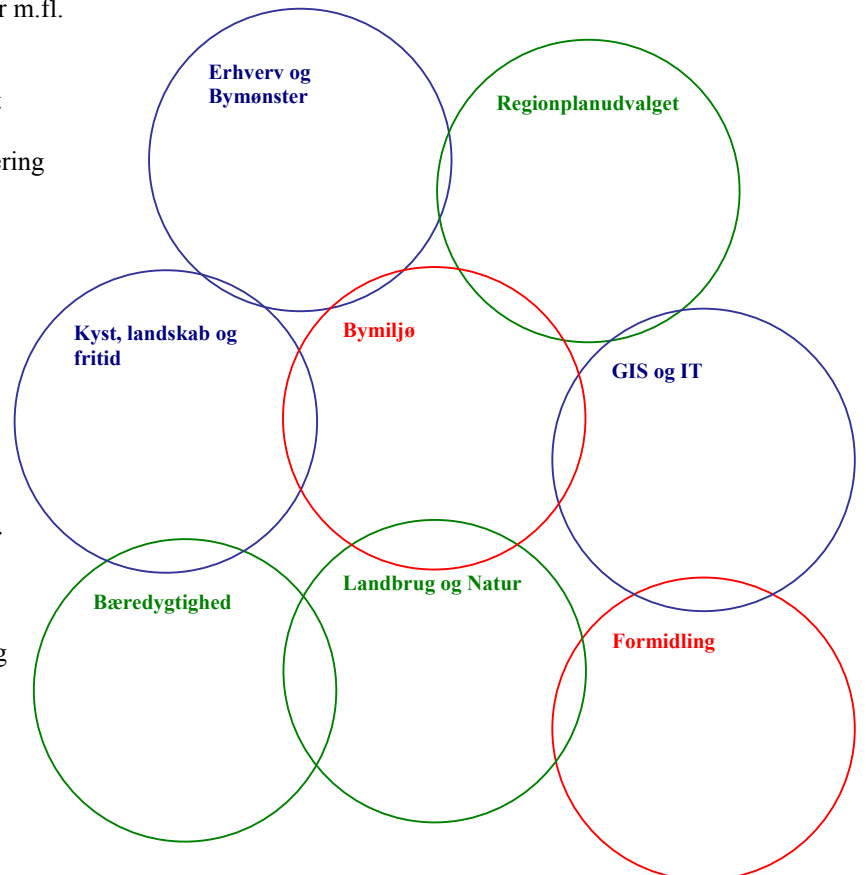 r m.fl.
Erhverv og
Bymønster
Regionplanudvalget
ering
Kyst, landskab og
fritid
Bymiljø
GIS og IT
Bæredygtighed
Landbrug og Natur
Formidling
g